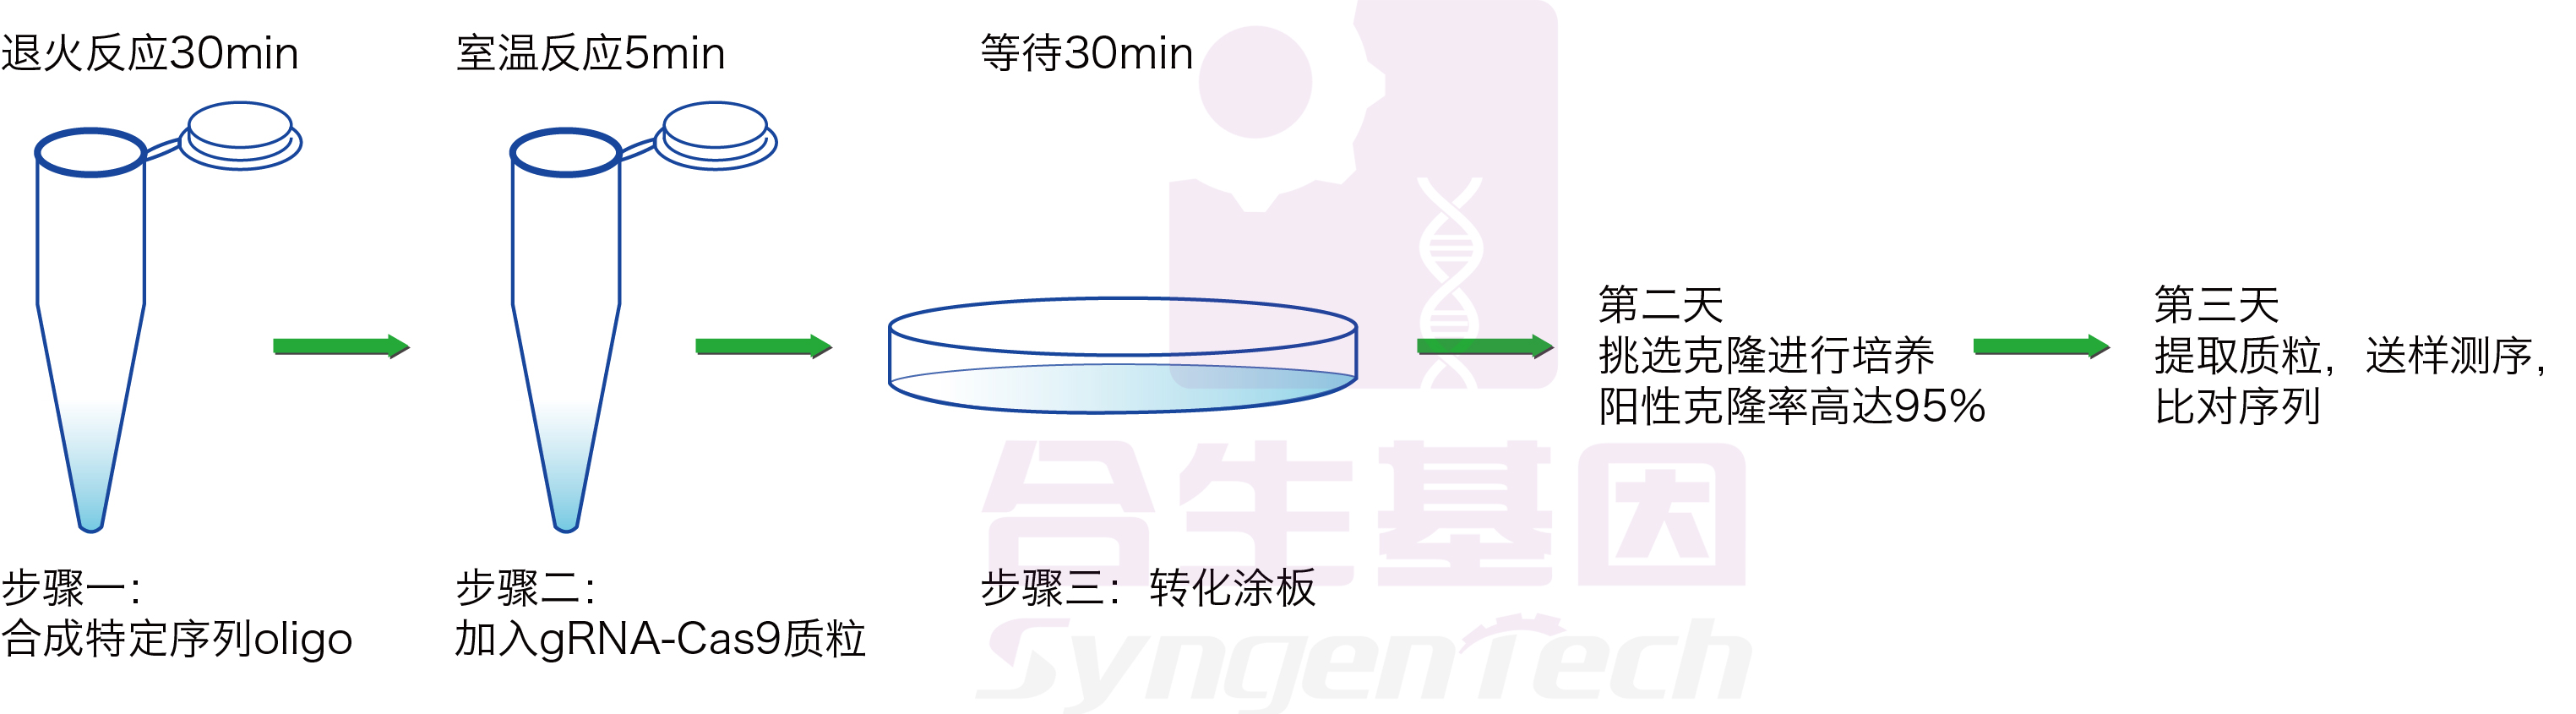 退火反应30min
室温反应5min
等待30min
第二天
挑选克隆进行培养
阳性克隆率高达95%
第三天
提取质粒，送样测序，
比对序列
步骤一：
合成特定序列oligo
步骤二：
加入gRNA-Cas9质粒
步骤三：转化涂板
合生基因
SyngenTech